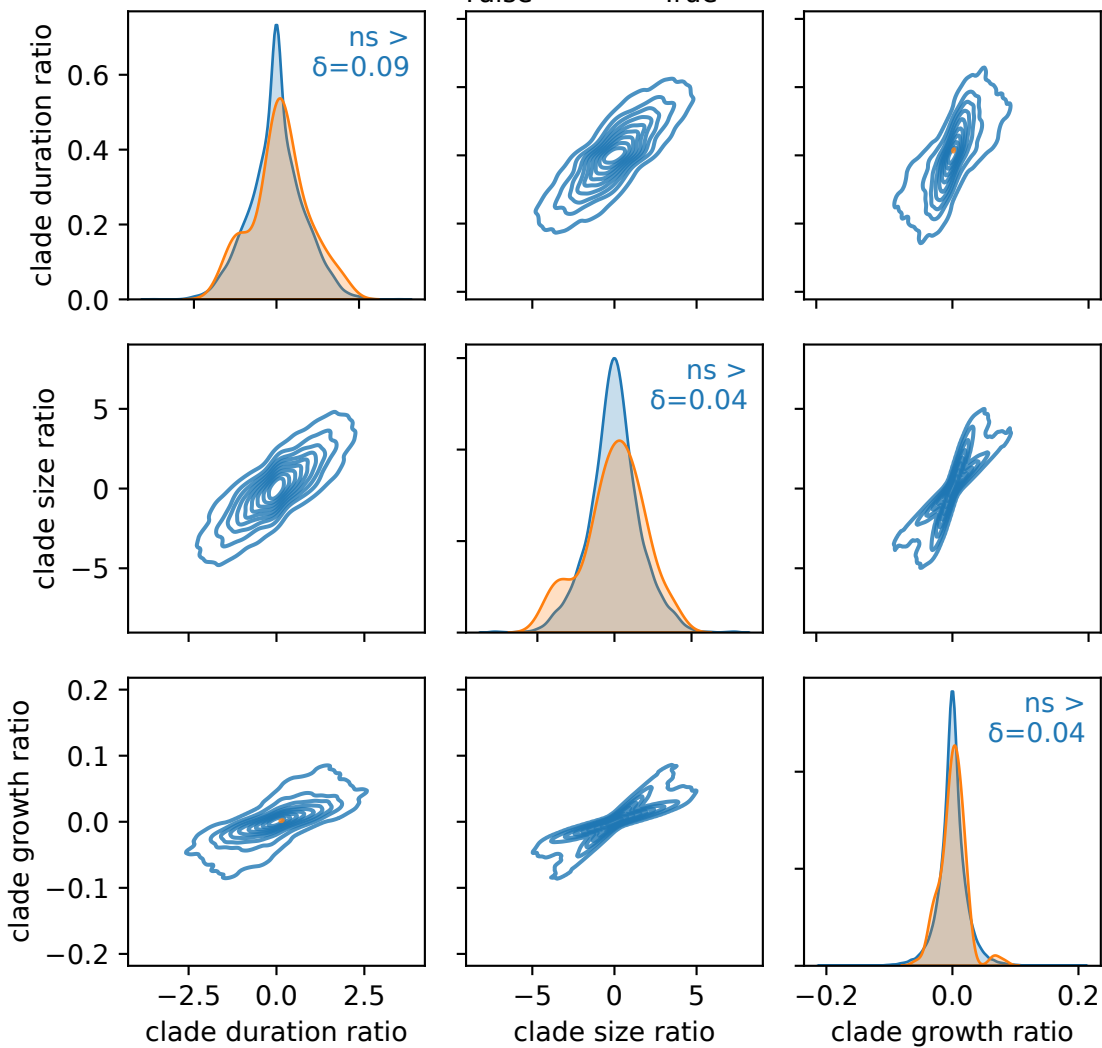 False True
clade duration ratio
0.6
0.4
0.2
0.0
ns >
δ=0.09
clade size ratio
5
0
−5
ns >
δ=0.04
clade growth ratio
0.2
0.1
0.0
−0.1
−0.2
ns >
δ=0.04
−2.5 0.0 2.5
−5 0 5
−0.2 0.0 0.2
clade duration ratio
clade size ratio
clade growth ratio